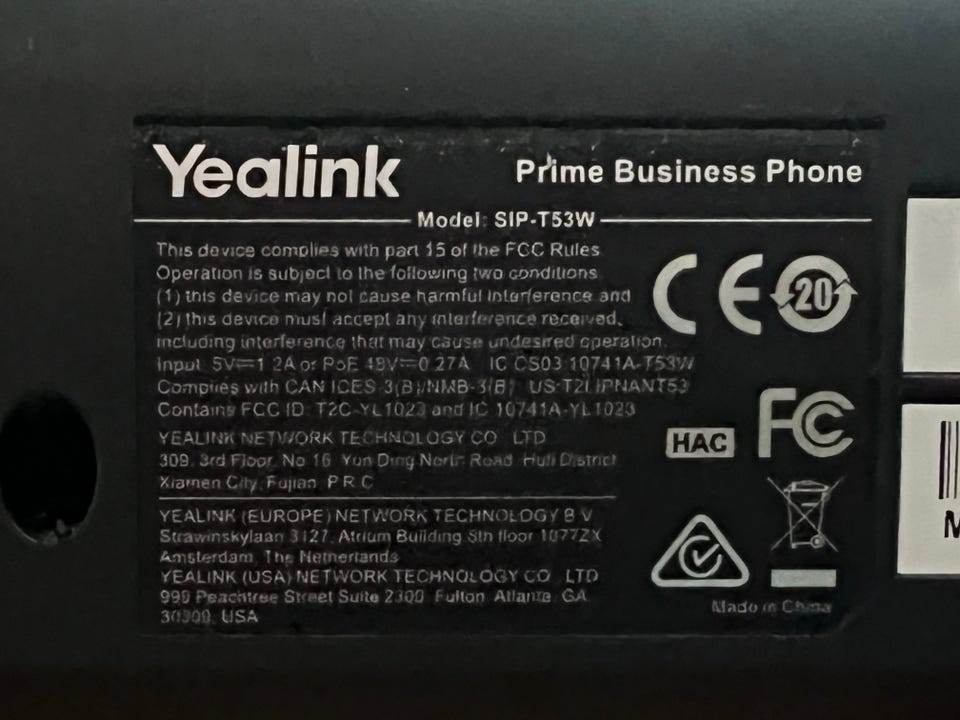 Yealink
Prime Business Phone
Model: SIP-T53W
This device complies with part 15 of the FCC Rules
Operation is subject to the following two conditions
(1) this device may not cause harmful interference and
(2) this device must accept any interference received,
including interference that may cause undesired operation.
Input 5V⎓1.2A or PoE 48V⎓0.27A IC CS03 10741A-T53W
Complies with CAN ICES-3(B)/NMB-3(B) US:T2LIPNANT53
Contains FCC ID: T2C-YL1023 and IC 10741A-YL1023
YEALINK NETWORK TECHNOLOGY CO LTD
309, 3rd Floor, No 16 Yun Ding North Road Huli District
Xiamen City, Fujian P R C
YEALINK (EUROPE) NETWORK TECHNOLOGY B V
Strawinskylaan 3127, Atrium Building 8th floor 1077ZX
Amsterdam, The Netherlands
YEALINK (USA) NETWORK TECHNOLOGY CO LTD
999 Peachtree Street Suite 2300 Fulton Atlanta GA
30309, USA
CE
20
HAC
FC
Made in China
M